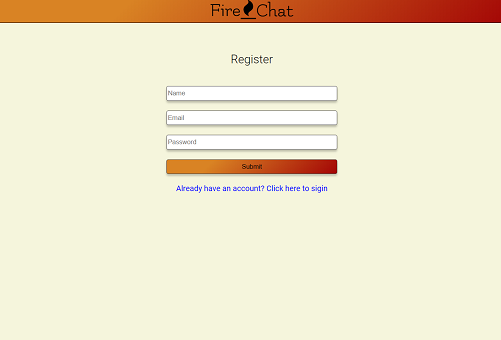 Fire Chat
Register
Name
Email
Password
Submit
Already have an account? Click here to sigin